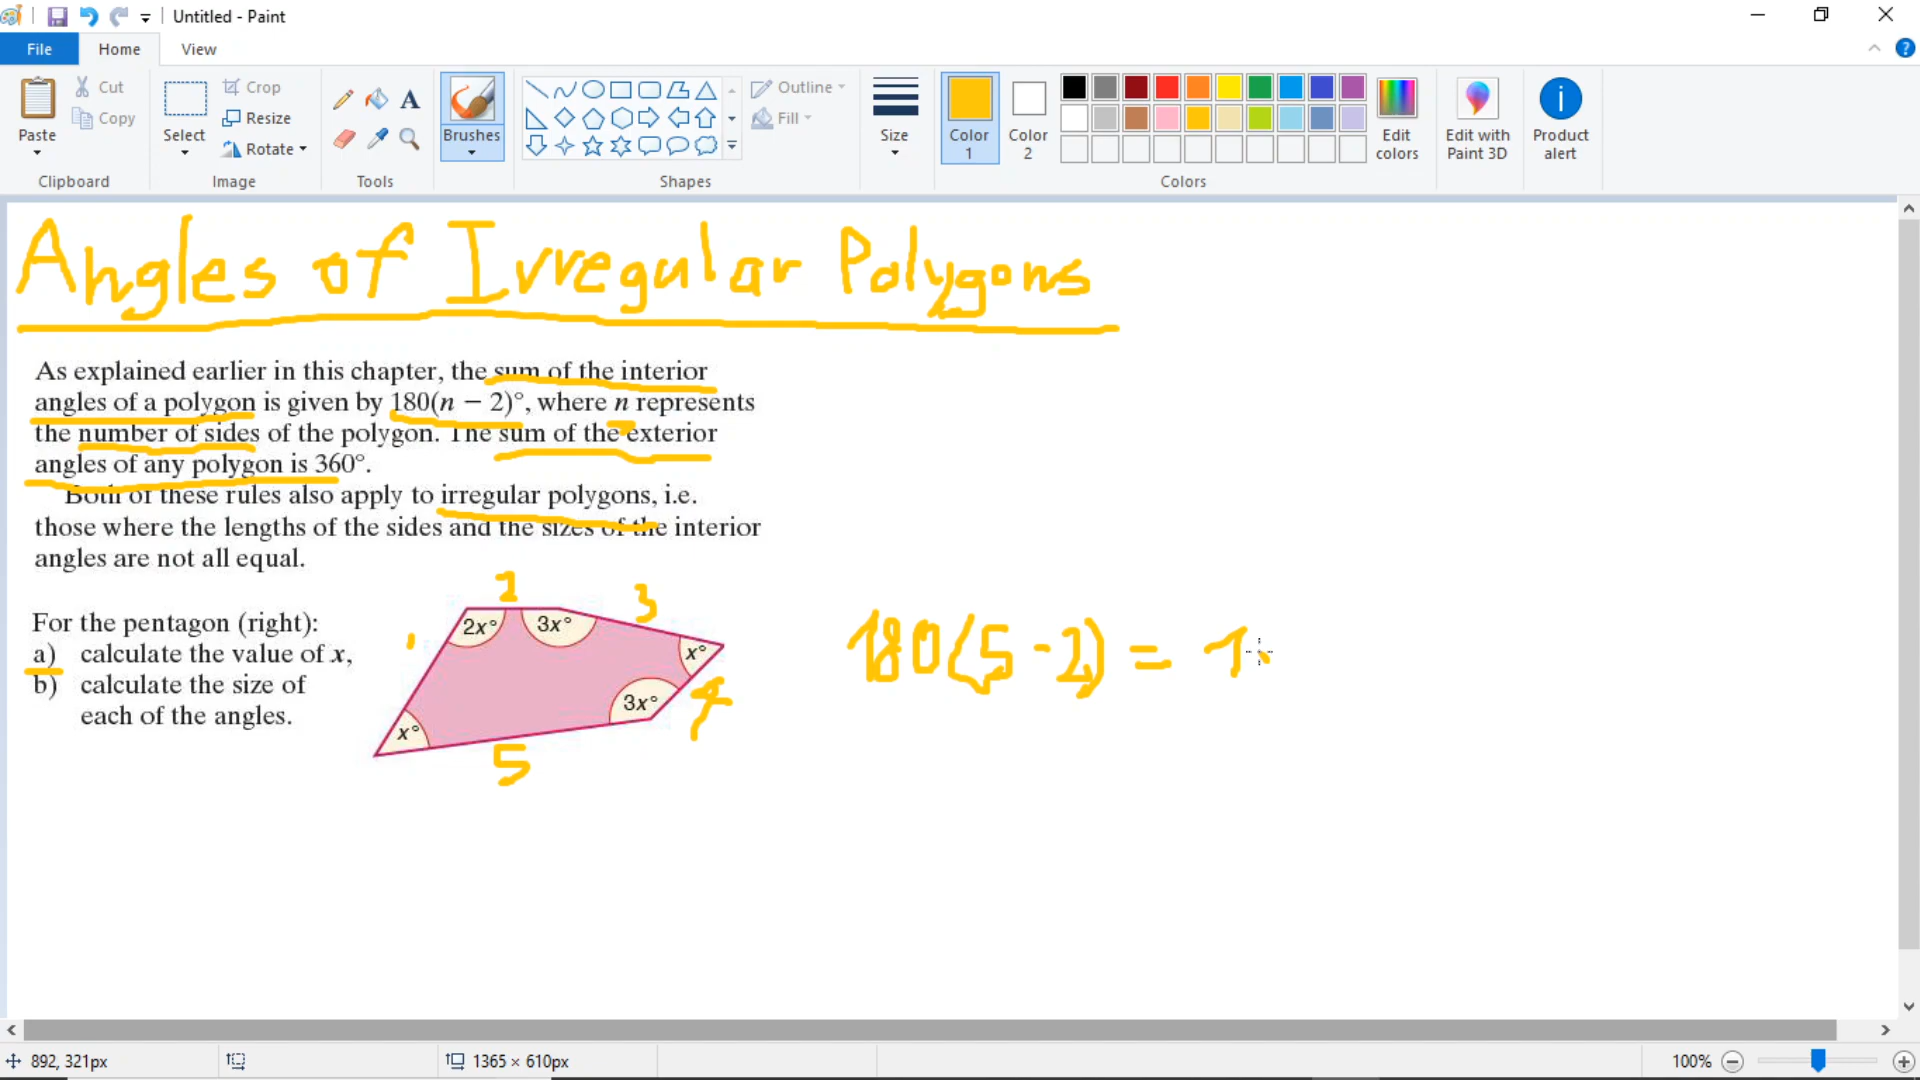 Untitled - Paint
File Home View
Paste
Cut
Copy
Clipboard
Select
Crop
Resize
Rotate
Image
A
Tools
Brushes
Shapes
Outline
Fill
Size
Color 1
Color 2
Colors
Edit colors
Edit with Paint 3D
Product alert
Angles of Irregular Polygons
As explained earlier in this chapter, the sum of the interior
angles of a polygon is given by 180(n − 2)°, where n represents
the number of sides of the polygon. The sum of the exterior
angles of any polygon is 360°.
Both of these rules also apply to irregular polygons, i.e.
those where the lengths of the sides and the sizes of the interior
angles are not all equal.
For the pentagon (right):
a) calculate the value of x,
b) calculate the size of
each of the angles.
1
2
3
4
5
2x°
3x°
x°
3x°
x°
180(5-2) = 1
892, 321px
1365 × 610px
100%